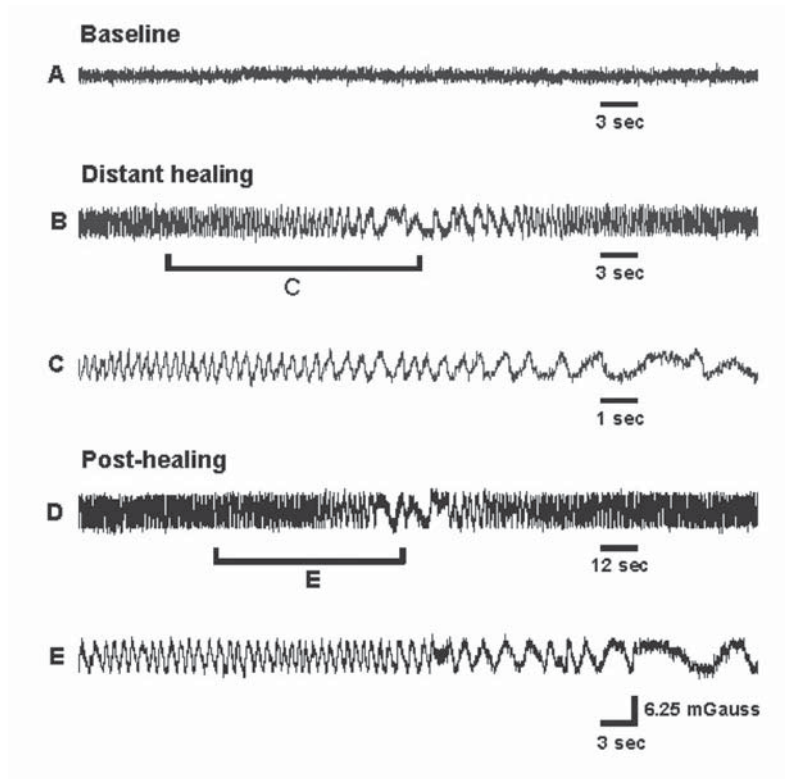 Baseline
A
3 sec
Distant healing
B
3 sec
C
C
1 sec
Post-healing
D
12 sec
E
E
6.25 mGauss
3 sec